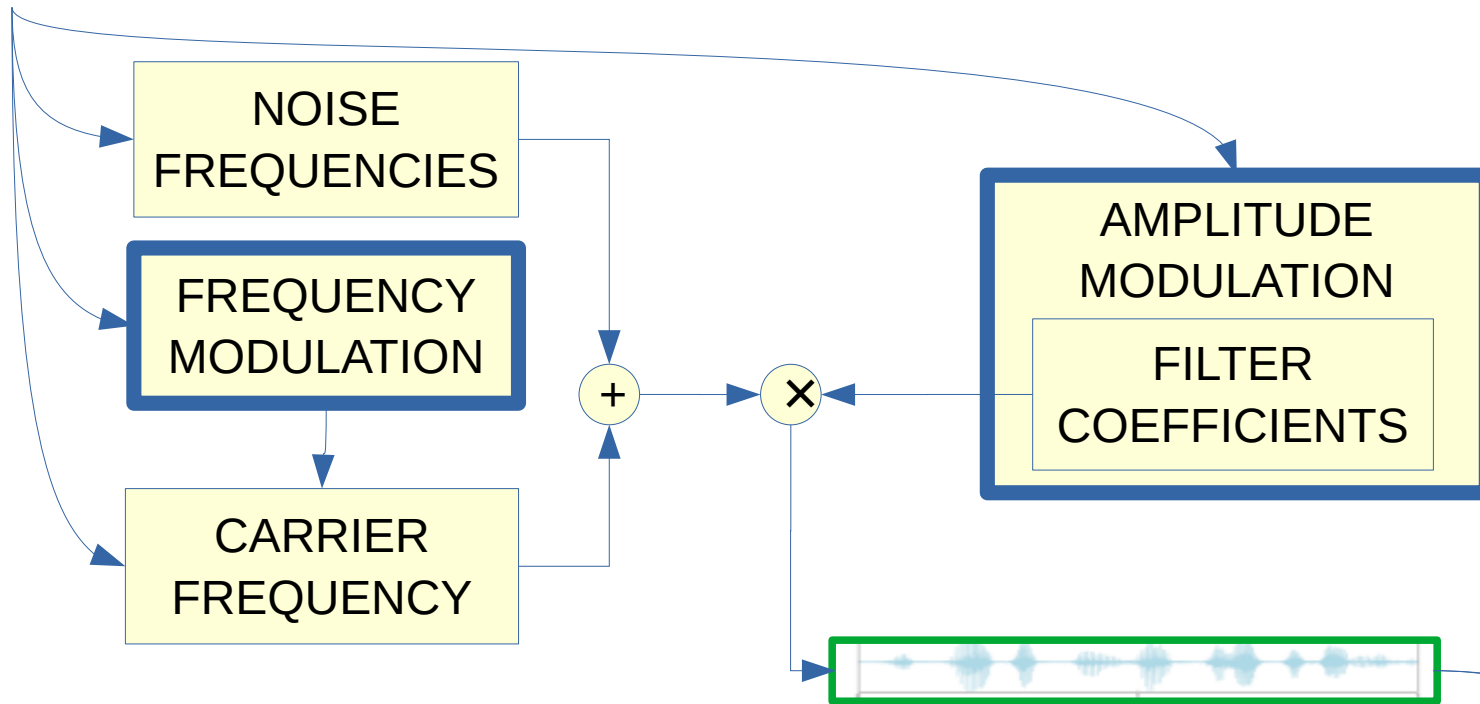 NOISE
FREQUENCIES
FREQUENCY
MODULATION
CARRIER
FREQUENCY
+
×
AMPLITUDE
MODULATION
FILTER
COEFFICIENTS